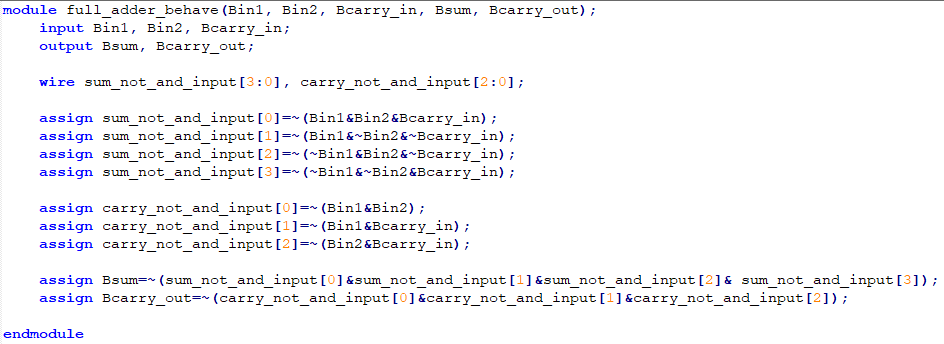 module full_adder_behave(Bin1, Bin2, Bcarry_in, Bsum, Bcarry_out);
    input Bin1, Bin2, Bcarry_in;
    output Bsum, Bcarry_out;

    wire sum_not_and_input[3:0], carry_not_and_input[2:0];

    assign sum_not_and_input[0]=~(Bin1&Bin2&Bcarry_in);
    assign sum_not_and_input[1]=~(Bin1&~Bin2&~Bcarry_in);
    assign sum_not_and_input[2]=~(~Bin1&Bin2&~Bcarry_in);
    assign sum_not_and_input[3]=~(~Bin1&~Bin2&Bcarry_in);

    assign carry_not_and_input[0]=~(Bin1&Bin2);
    assign carry_not_and_input[1]=~(Bin1&Bcarry_in);
    assign carry_not_and_input[2]=~(Bin2&Bcarry_in);

    assign Bsum=~(sum_not_and_input[0]&sum_not_and_input[1]&sum_not_and_input[2]& sum_not_and_input[3]);
    assign Bcarry_out=~(carry_not_and_input[0]&carry_not_and_input[1]&carry_not_and_input[2]);

endmodule